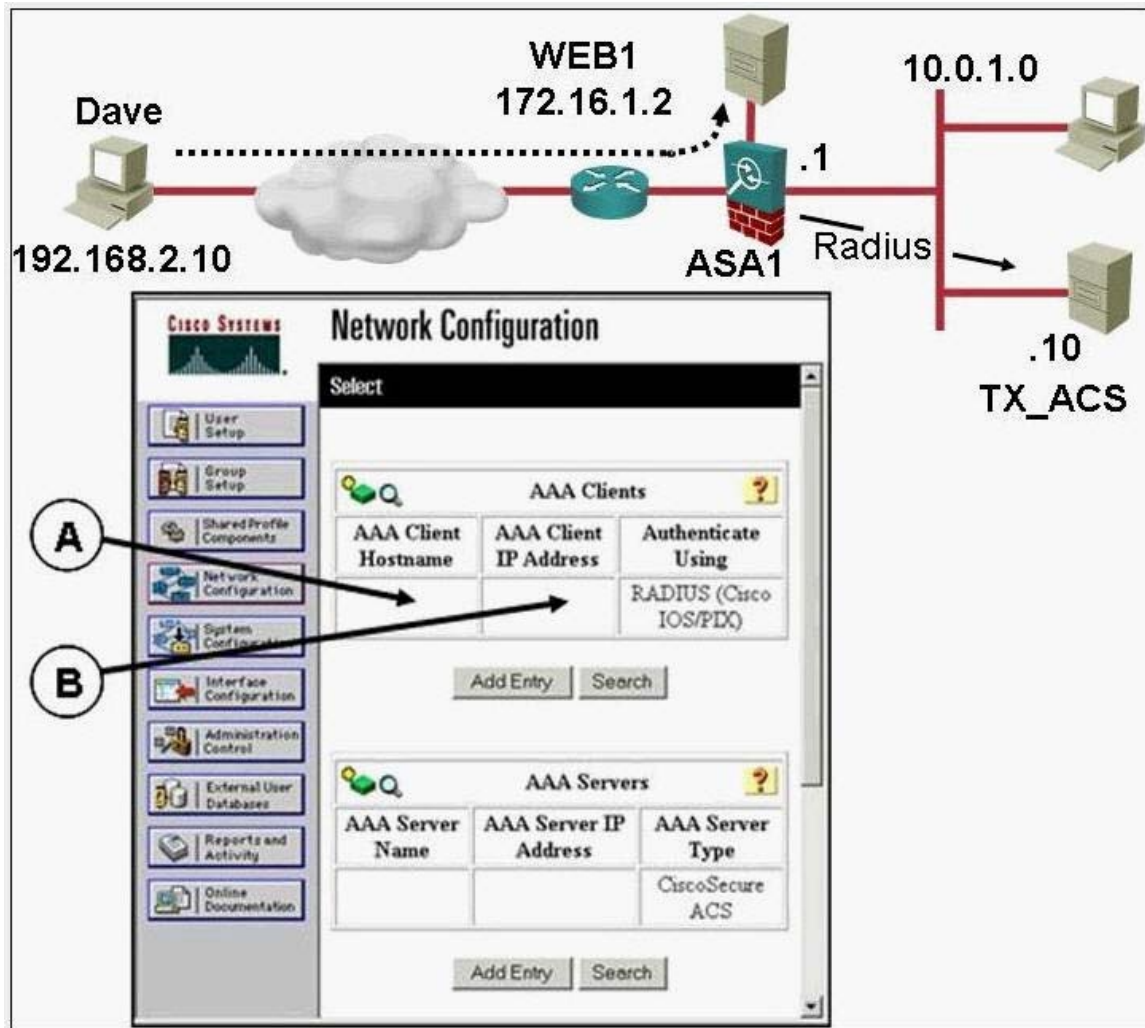 WEB1
172.16.1.2
10.0.1.0
Dave
.1
192.168.2.10
ASA1
Radius
.10
TX_ACS
CISCO SYSTEMS
Network Configuration
Select
User
Setup
Group
Setup
Shared Profile
Components
Network
Configuration
System
Configuration
Interface
Configuration
Administration
Control
External User
Databases
Reports and
Activity
Online
Documentation
A
B
AAA Clients
?
AAA Client
Hostname
AAA Client
IP Address
Authenticate
Using
RADIUS (Cisco
IOS/PIX)
Add Entry
Search
AAA Servers
?
AAA Server
Name
AAA Server IP
Address
AAA Server
Type
CiscoSecure
ACS
Add Entry
Search